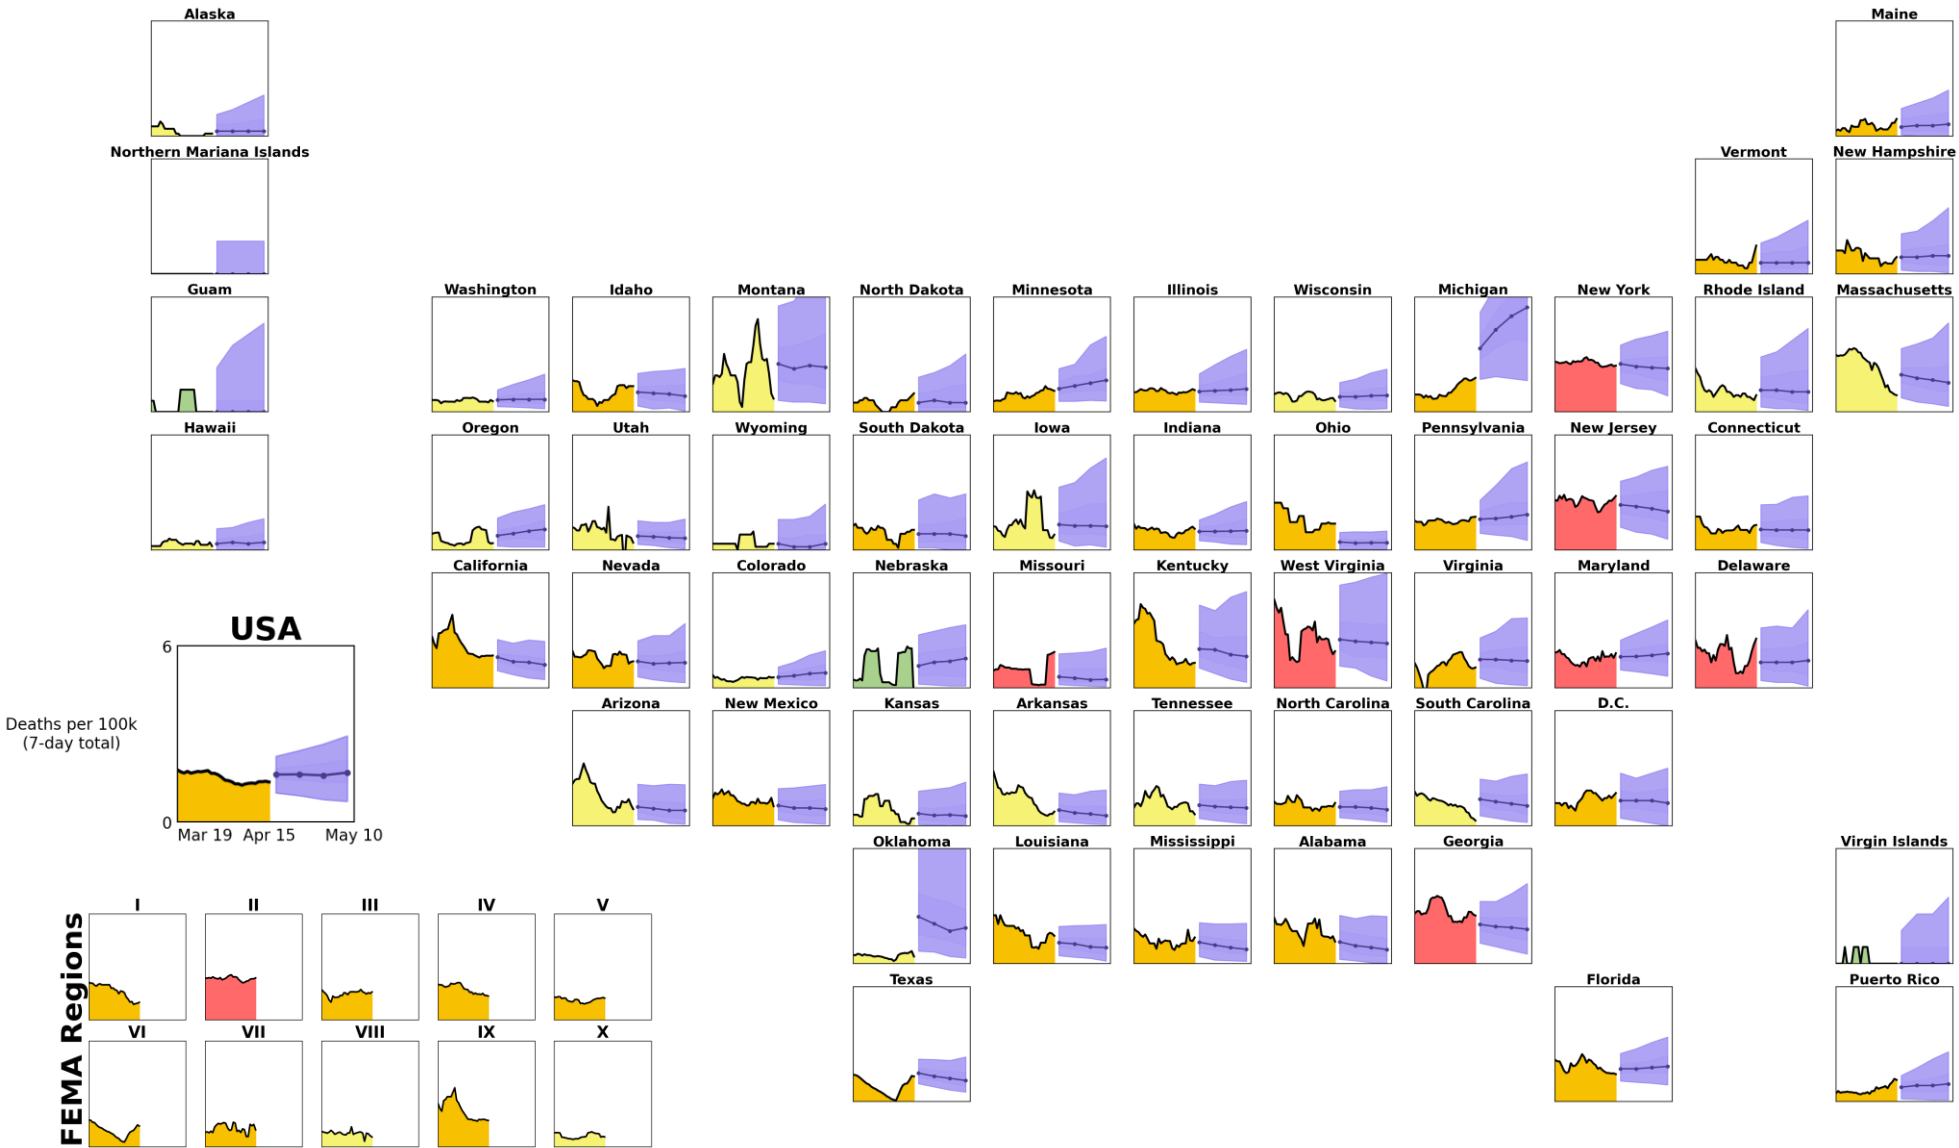 Alaska
Maine
Northern Mariana Islands
Vermont
New Hampshire
Guam
Washington
Idaho
Montana
North Dakota
Minnesota
Illinois
Wisconsin
Michigan
New York
Rhode Island
Massachusetts
Hawaii
Oregon
Utah
Wyoming
South Dakota
Iowa
Indiana
Ohio
Pennsylvania
New Jersey
Connecticut
California
Nevada
Colorado
Nebraska
Missouri
Kentucky
West Virginia
Virginia
Maryland
Delaware
USA
6
Deaths per 100k
(7-day total)
0
Mar 19
Apr 15
May 10
Arizona
New Mexico
Kansas
Arkansas
Tennessee
North Carolina
South Carolina
D.C.
Oklahoma
Louisiana
Mississippi
Alabama
Georgia
Virgin Islands
Texas
Florida
Puerto Rico
FEMA Regions
I
II
III
IV
V
VI
VII
VIII
IX
X